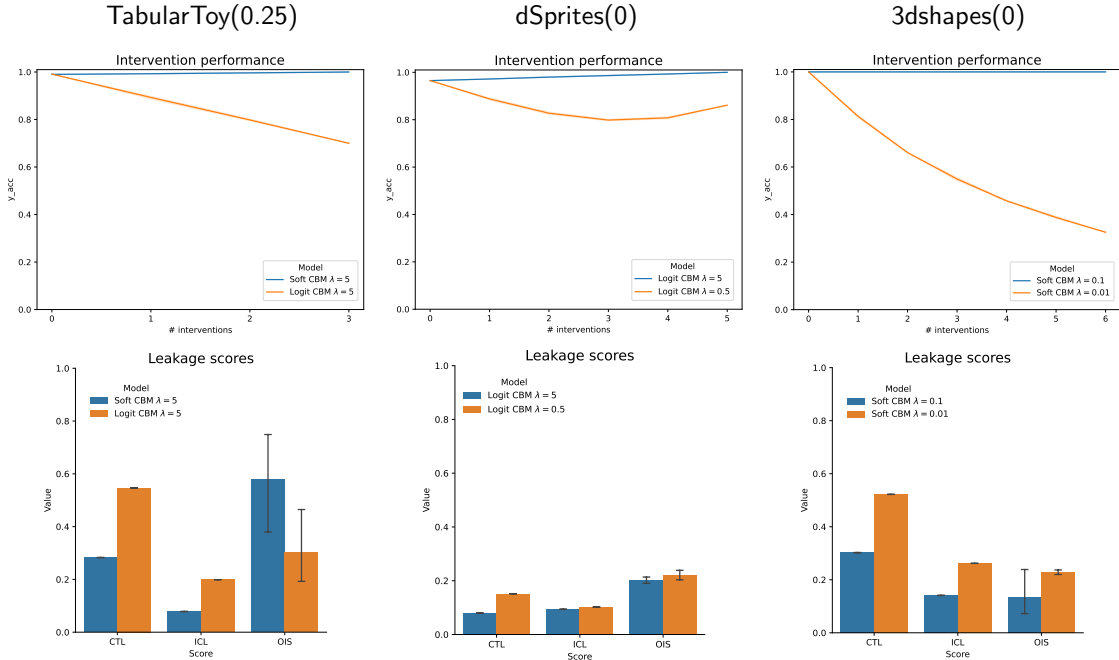 TabularToy(0.25)
dSprites(0)
3dshapes(0)
Intervention performance
1.0
0.8
0.6
0.4
0.2
0.0
y_acc
0
1
2
3
# interventions
Model
Soft CBM λ = 5
Logit CBM λ = 5
Intervention performance
1.0
0.8
0.6
0.4
0.2
0.0
y_acc
0
1
2
3
4
5
# interventions
Model
Logit CBM λ = 5
Logit CBM λ = 0.5
Intervention performance
1.0
0.8
0.6
0.4
0.2
0.0
y_acc
0
1
2
3
4
5
6
# interventions
Model
Soft CBM λ = 0.1
Soft CBM λ = 0.01
Leakage scores
1.0
0.8
0.6
0.4
0.2
0.0
Value
Model
Soft CBM λ = 5
Logit CBM λ = 5
CTL
ICL
OIS
Score
Leakage scores
1.0
0.8
0.6
0.4
0.2
0.0
Value
Model
Logit CBM λ = 5
Logit CBM λ = 0.5
CTL
ICL
OIS
Score
Leakage scores
1.0
0.8
0.6
0.4
0.2
0.0
Value
Model
Soft CBM λ = 0.1
Soft CBM λ = 0.01
CTL
ICL
OIS
Score